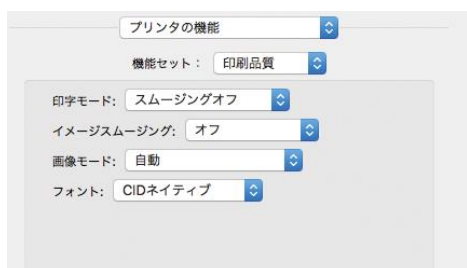 プリンタの機能
機能セット： 印刷品質
印字モード: スムージングオフ
イメージスムージング: オフ
画像モード: 自動
フォント: CIDネイティブ